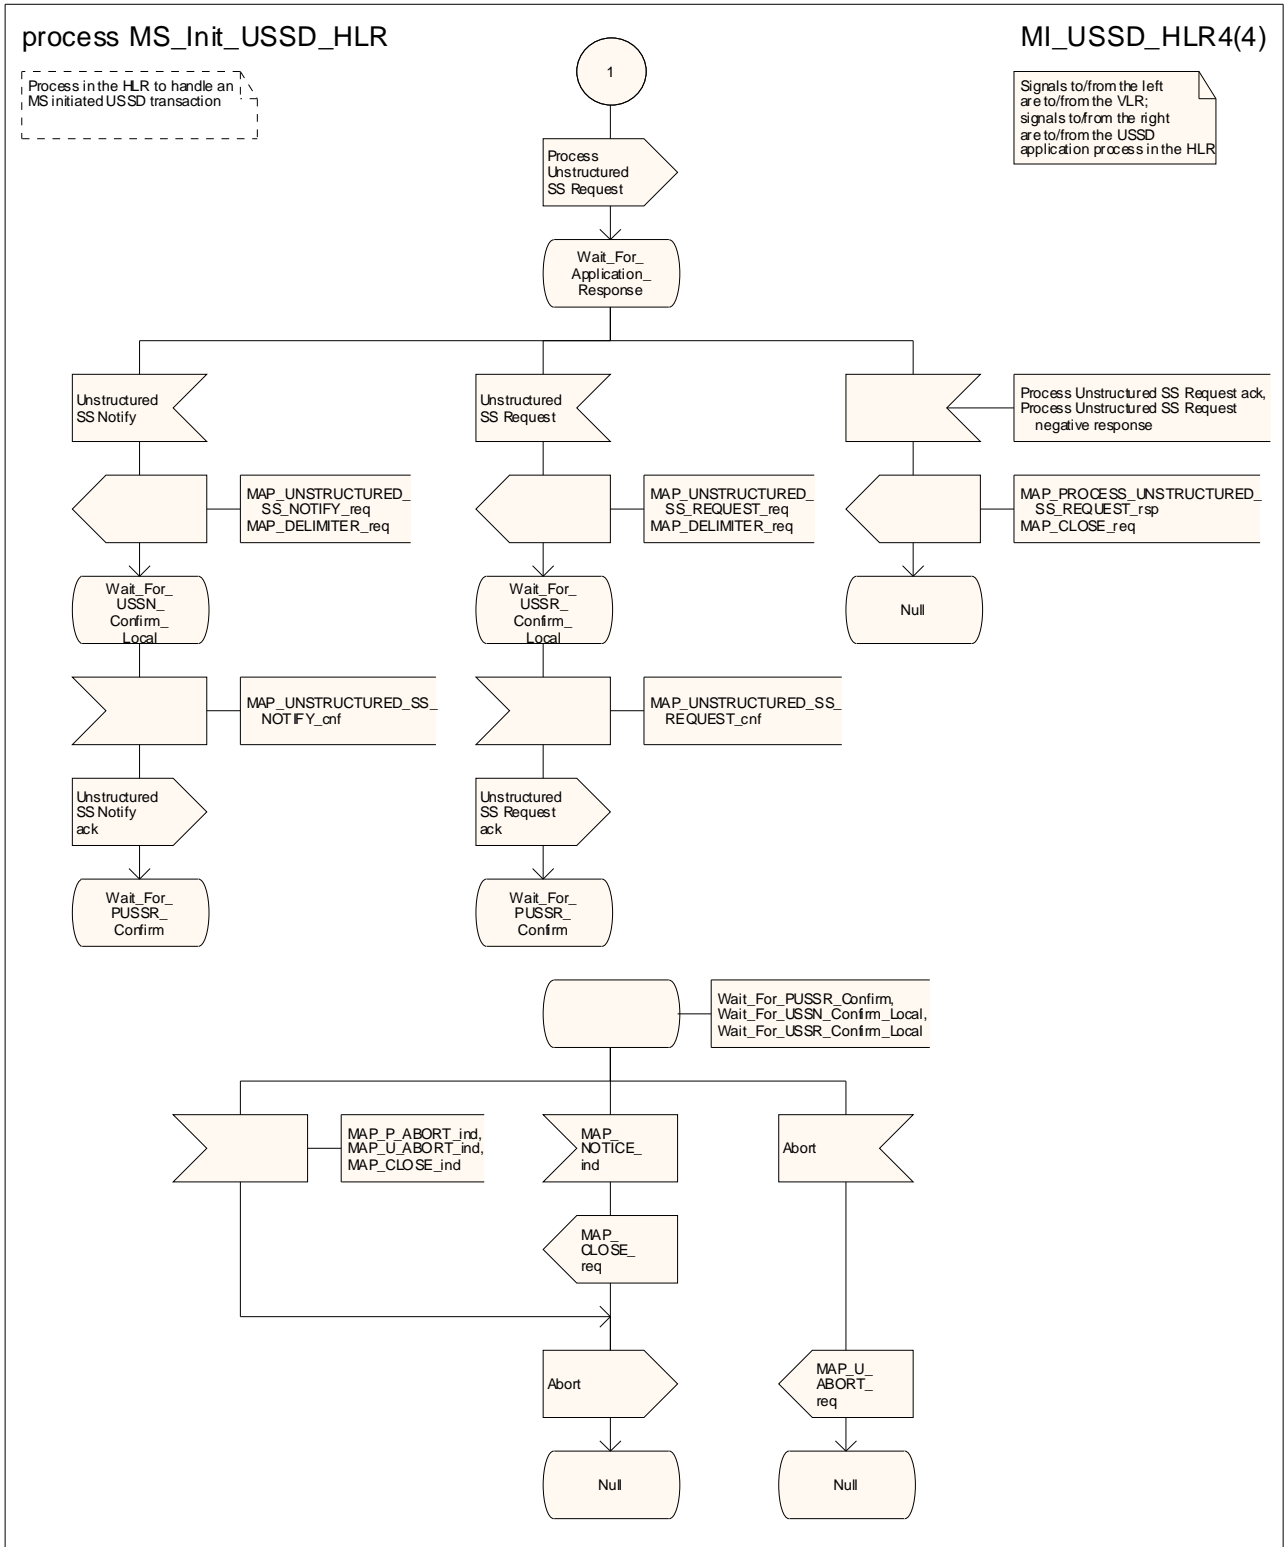 process MS_Init_USSD_HLR
MI_USSD_HLR4(4)
Process in the HLR to handle an
MS initiated USSD transaction
1
Signals to/from the left
are to/from the VLR;
signals to/from the right
are to/from the USSD
application process in the HLR
Process
Unstructured
SS Request
Wait_For_
Application_
Response
Unstructured
SS Notify
Unstructured
SS Request
Process Unstructured SS Request ack,
Process Unstructured SS Request
negative response
MAP_UNSTRUCTURED_
SS_NOTIFY_req
MAP_DELIMITER_req
MAP_UNSTRUCTURED_
SS_REQUEST_req
MAP_DELIMITER_req
MAP_PROCESS_UNSTRUCTURED_
SS_REQUEST_rsp
MAP_CLOSE_req
Wait_For_
USSN_
Confirm_
Local
Wait_For_
USSR_
Confirm_
Local
Null
MAP_UNSTRUCTURED_SS_
NOTIFY_cnf
MAP_UNSTRUCTURED_SS_
REQUEST_cnf
Unstructured
SS Notify
ack
Unstructured
SS Request
ack
Wait_For_
PUSSR_
Confirm
Wait_For_
PUSSR_
Confirm
Wait_For_PUSSR_Confirm,
Wait_For_USSN_Confirm_Local,
Wait_For_USSR_Confirm_Local
MAP_P_ABORT_ind,
MAP_U_ABORT_ind,
MAP_CLOSE_ind
MAP_
NOTICE_
ind
Abort
MAP_
CLOSE_
req
Abort
MAP_U_
ABORT_
req
Null
Null